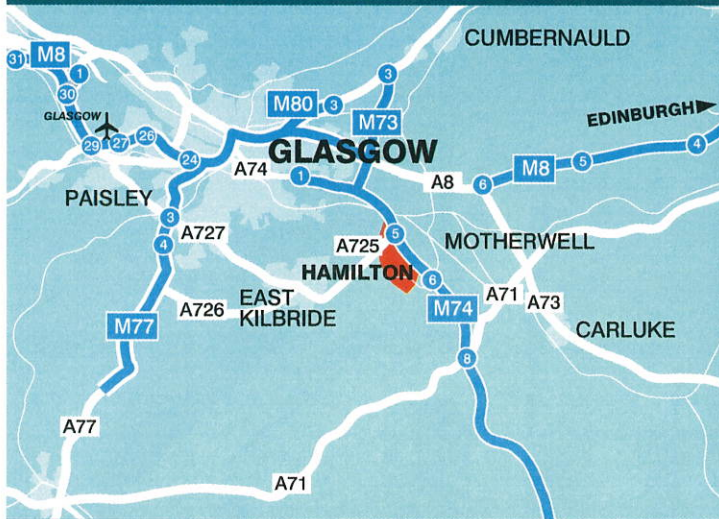 CUMBERNAULD
31
M8
1
30
3
M80
3
GLASGOW
M73
EDINBURGH
29
27
26
24
A74
GLASGOW
1
A8
6
M8
5
4
PAISLEY
3
A727
4
A725
5
MOTHERWELL
HAMILTON
6
A726
EAST
KILBRIDE
M74
A71
A73
M77
CARLUKE
8
A77
A71